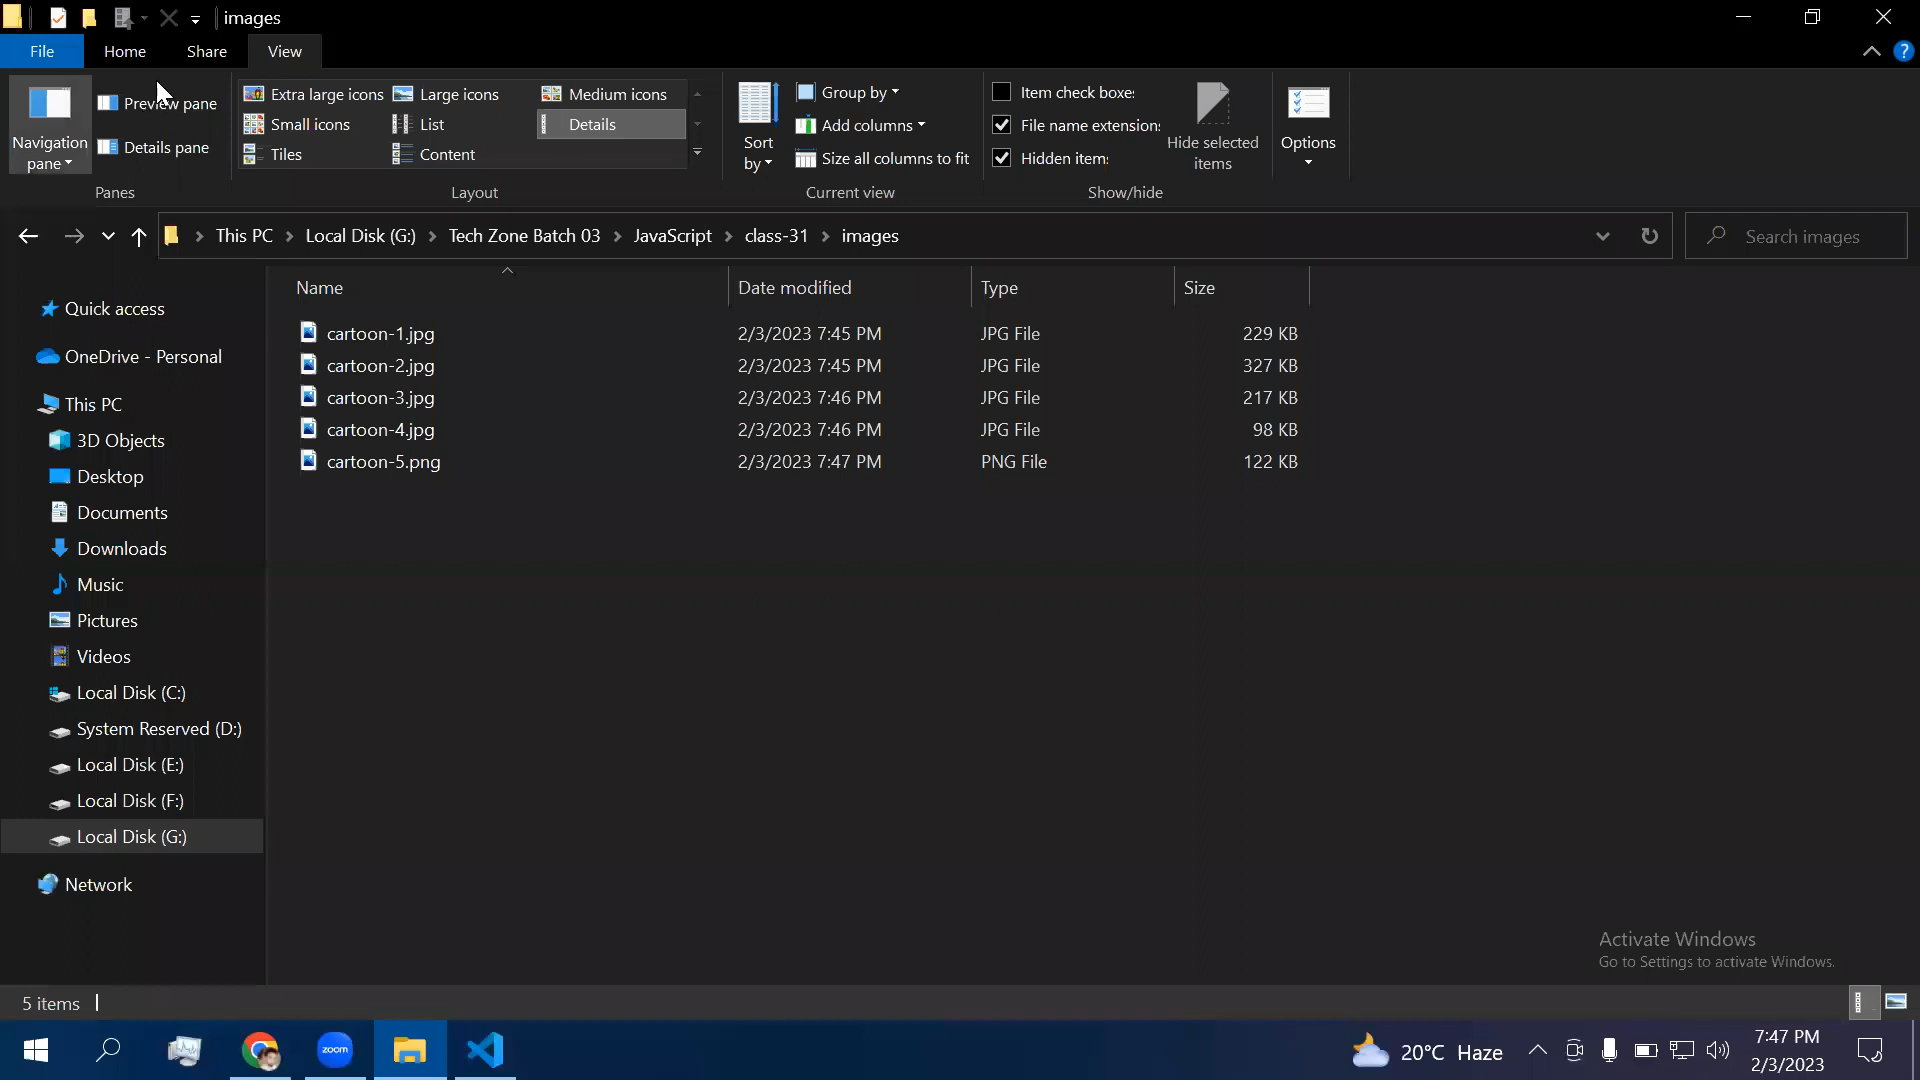 images
File Home Share View
Navigation pane
Preview pane
Details pane
Panes
Extra large icons Large icons Medium icons
Small icons List Details
Tiles Content
Layout
Sort by
Group by
Add columns
Size all columns to fit
Current view
Item check boxe
File name extension
Hidden item
Hide selected items
Show/hide
Options
This PC Local Disk (G:) Tech Zone Batch 03 JavaScript class-31 images
Search images
Name Date modified Type Size
cartoon-1.jpg 2/3/2023 7:45 PM JPG File 229 KB
cartoon-2.jpg 2/3/2023 7:45 PM JPG File 327 KB
cartoon-3.jpg 2/3/2023 7:46 PM JPG File 217 KB
cartoon-4.jpg 2/3/2023 7:46 PM JPG File 98 KB
cartoon-5.png 2/3/2023 7:47 PM PNG File 122 KB
Quick access
OneDrive - Personal
This PC
3D Objects
Desktop
Documents
Downloads
Music
Pictures
Videos
Local Disk (C:)
System Reserved (D:)
Local Disk (E:)
Local Disk (F:)
Local Disk (G:)
Network
Activate Windows
Go to Settings to activate Windows.
5 items
zoom
20°C Haze
7:47 PM
2/3/2023